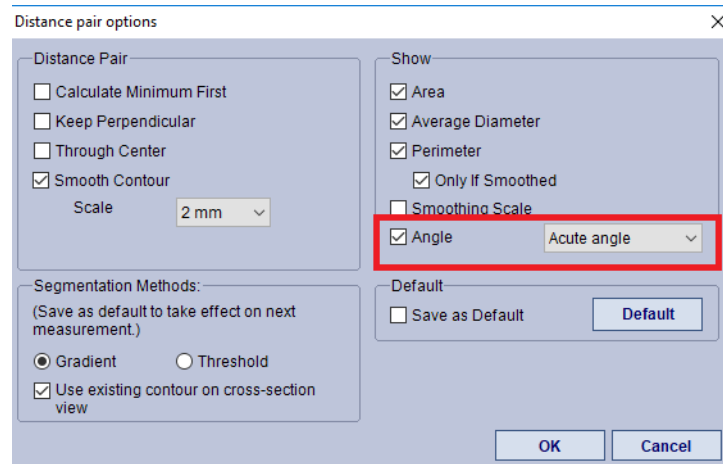 Distance pair options
Distance Pair
Calculate Minimum First
Keep Perpendicular
Through Center
Smooth Contour
Scale
2 mm
Show
Area
Average Diameter
Perimeter
Only If Smoothed
Smoothing Scale
Angle
Acute angle
Segmentation Methods:
(Save as default to take effect on next
measurement.)
Gradient
Threshold
Use existing contour on cross-section
view
Default
Save as Default
Default
OK
Cancel